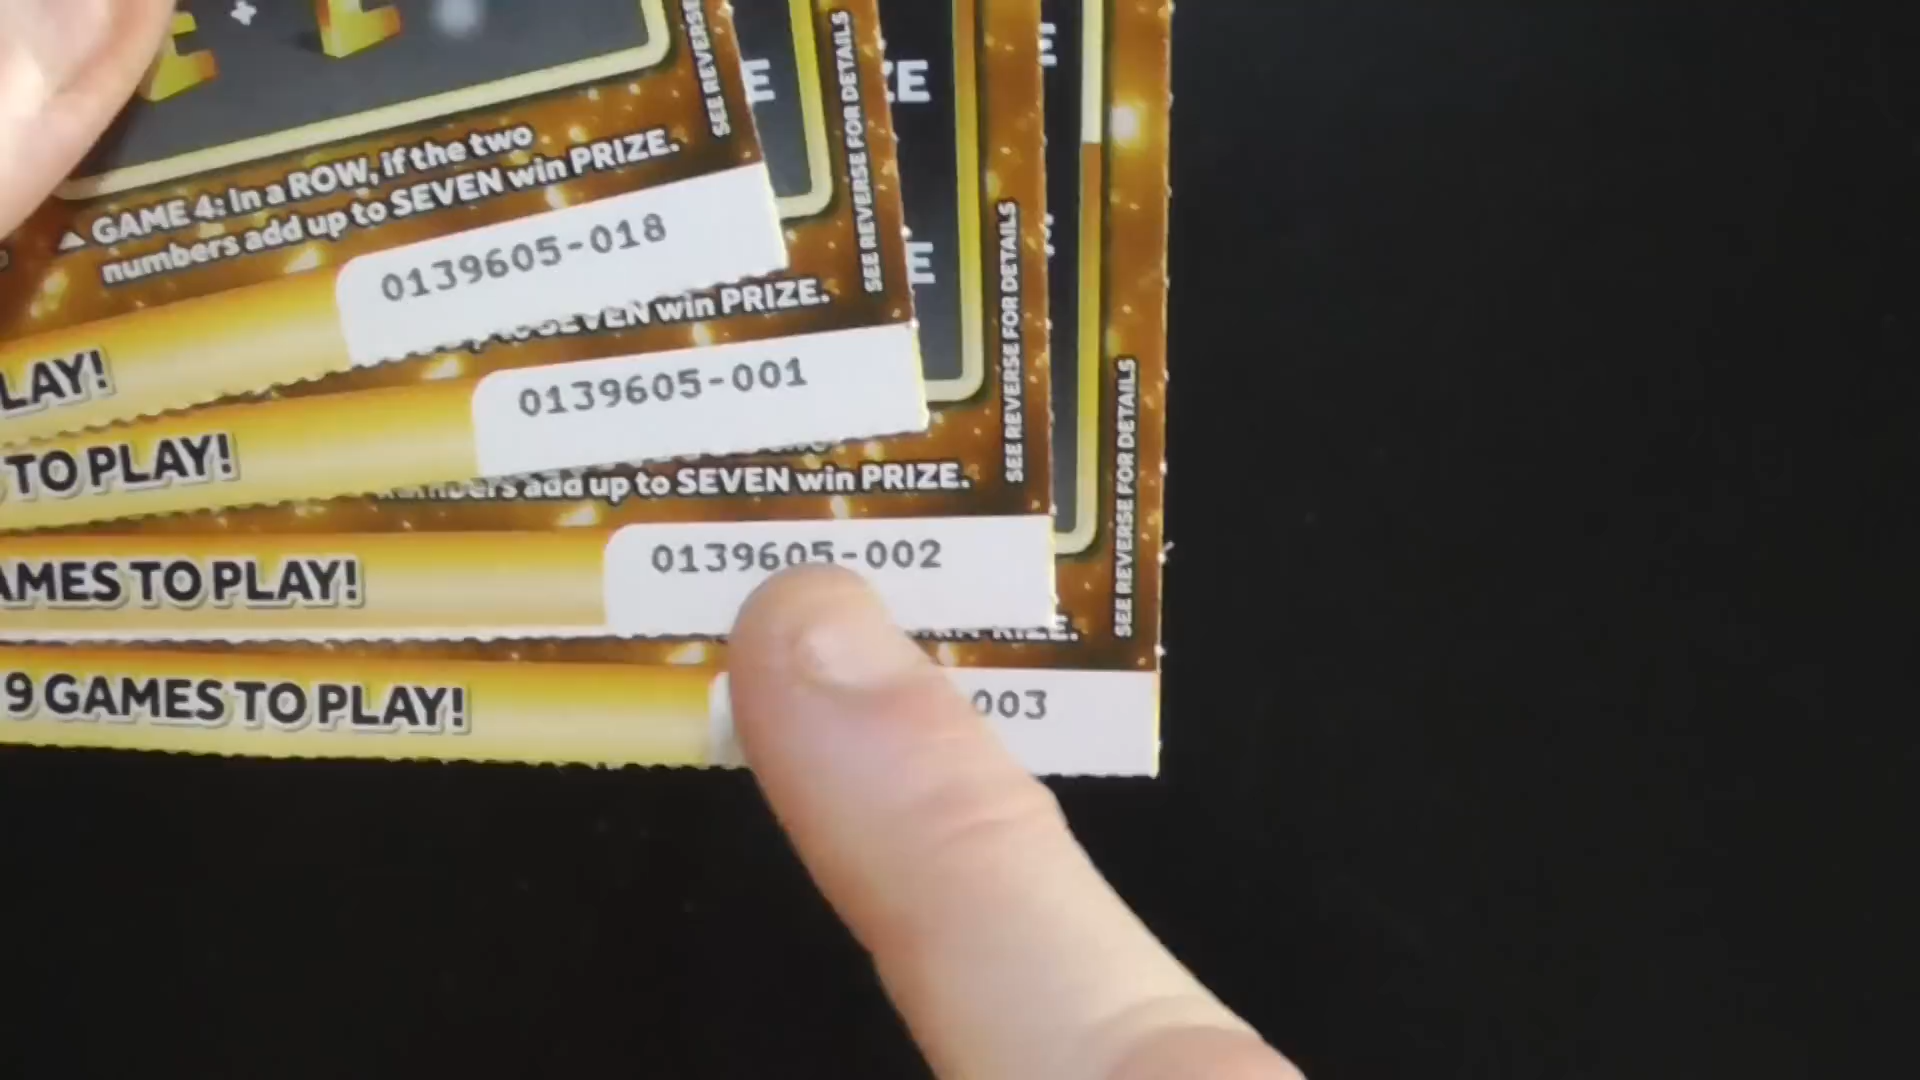 GAME 4: In a ROW, if the two
numbers add up to SEVEN win PRIZE.
SEE REVERSE
0139605-018
LAY!
SEVEN win PRIZE.
SEE REVERSE FOR DETAILS
0139605-001
TO PLAY!
numbers add up to SEVEN win PRIZE.
SEE REVERSE FOR DETAILS
0139605-002
AMES TO PLAY!
PRIZE.
SEE REVERSE FOR DETAILS
003
9 GAMES TO PLAY!